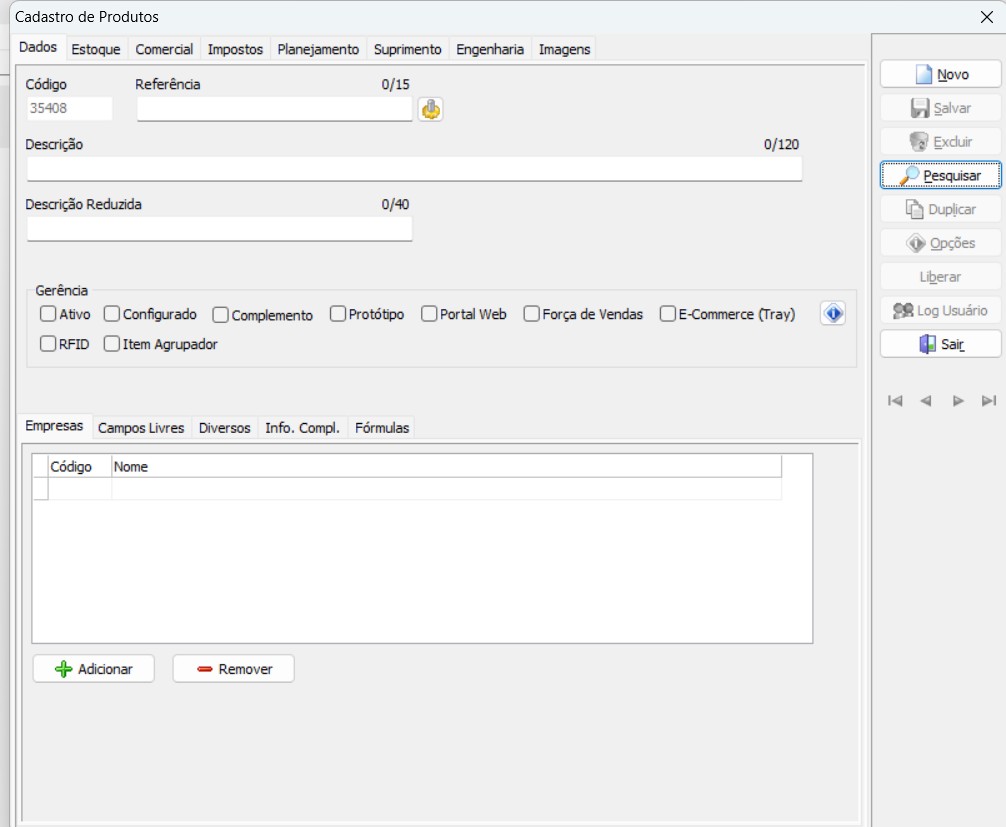 Cadastro de Produtos
Dados Estoque Comercial Impostos Planejamento Suprimento Engenharia Imagens
Código Referência 0/15
35408
Descrição 0/120
Descrição Reduzida 0/40
Gerência
Ativo Configurado Complemento Protótipo Portal Web Força de Vendas E-Commerce (Tray)
RFID Item Agrupador
Empresas Campos Livres Diversos Info. Compl. Fórmulas
Código Nome
Adicionar Remover
Novo
Salvar
Excluir
Pesquisar
Duplicar
Opções
Liberar
Log Usuário
Sair